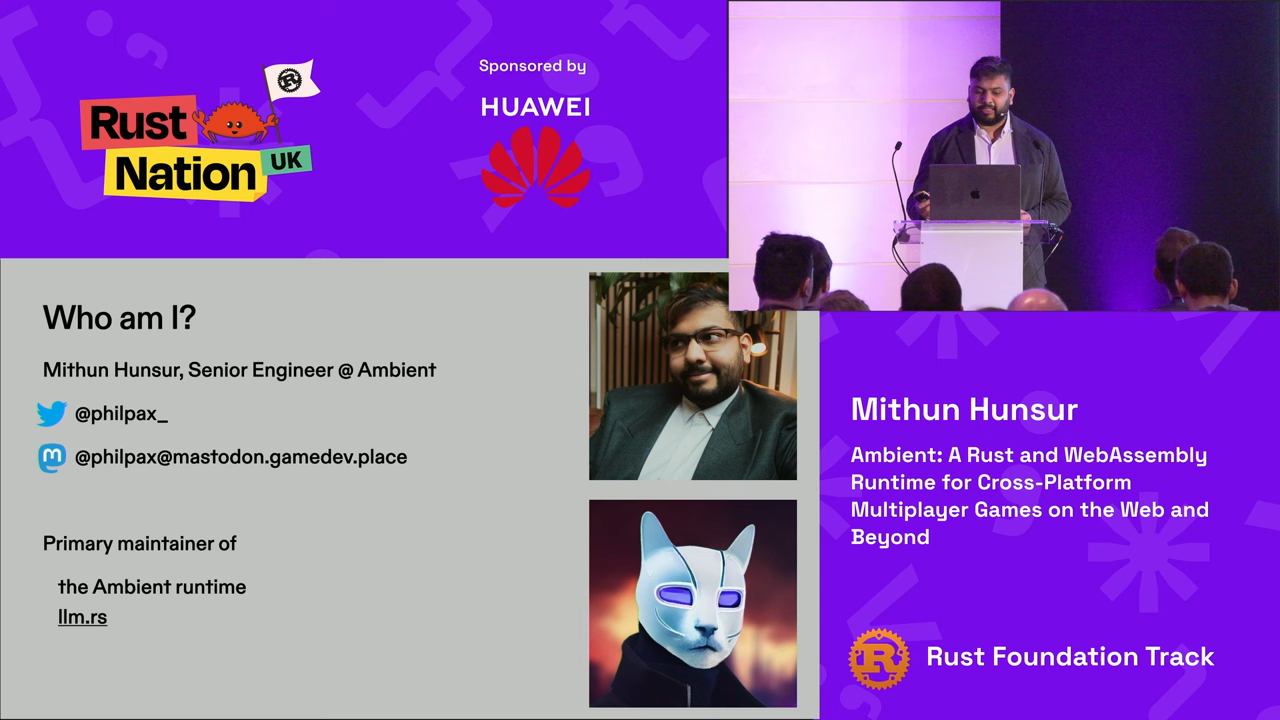 Rust
Nation
UK
Sponsored by
HUAWEI
Who am I?
Mithun Hunsur, Senior Engineer @ Ambient
@philpax_
@philpax@mastodon.gamedev.place
Primary maintainer of
the Ambient runtime
llm.rs
Mithun Hunsur
Ambient: A Rust and WebAssembly
Runtime for Cross-Platform
Multiplayer Games on the Web and
Beyond
R
Rust Foundation Track